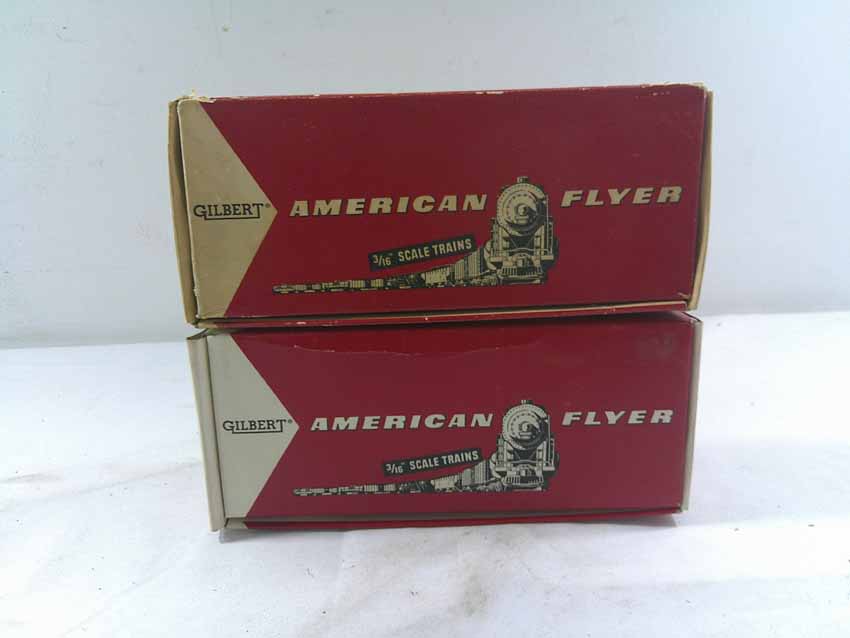 GILBERT® AMERICAN FLYER
3/16" SCALE TRAINS
GILBERT® AMERICAN FLYER
3/16" SCALE TRAINS